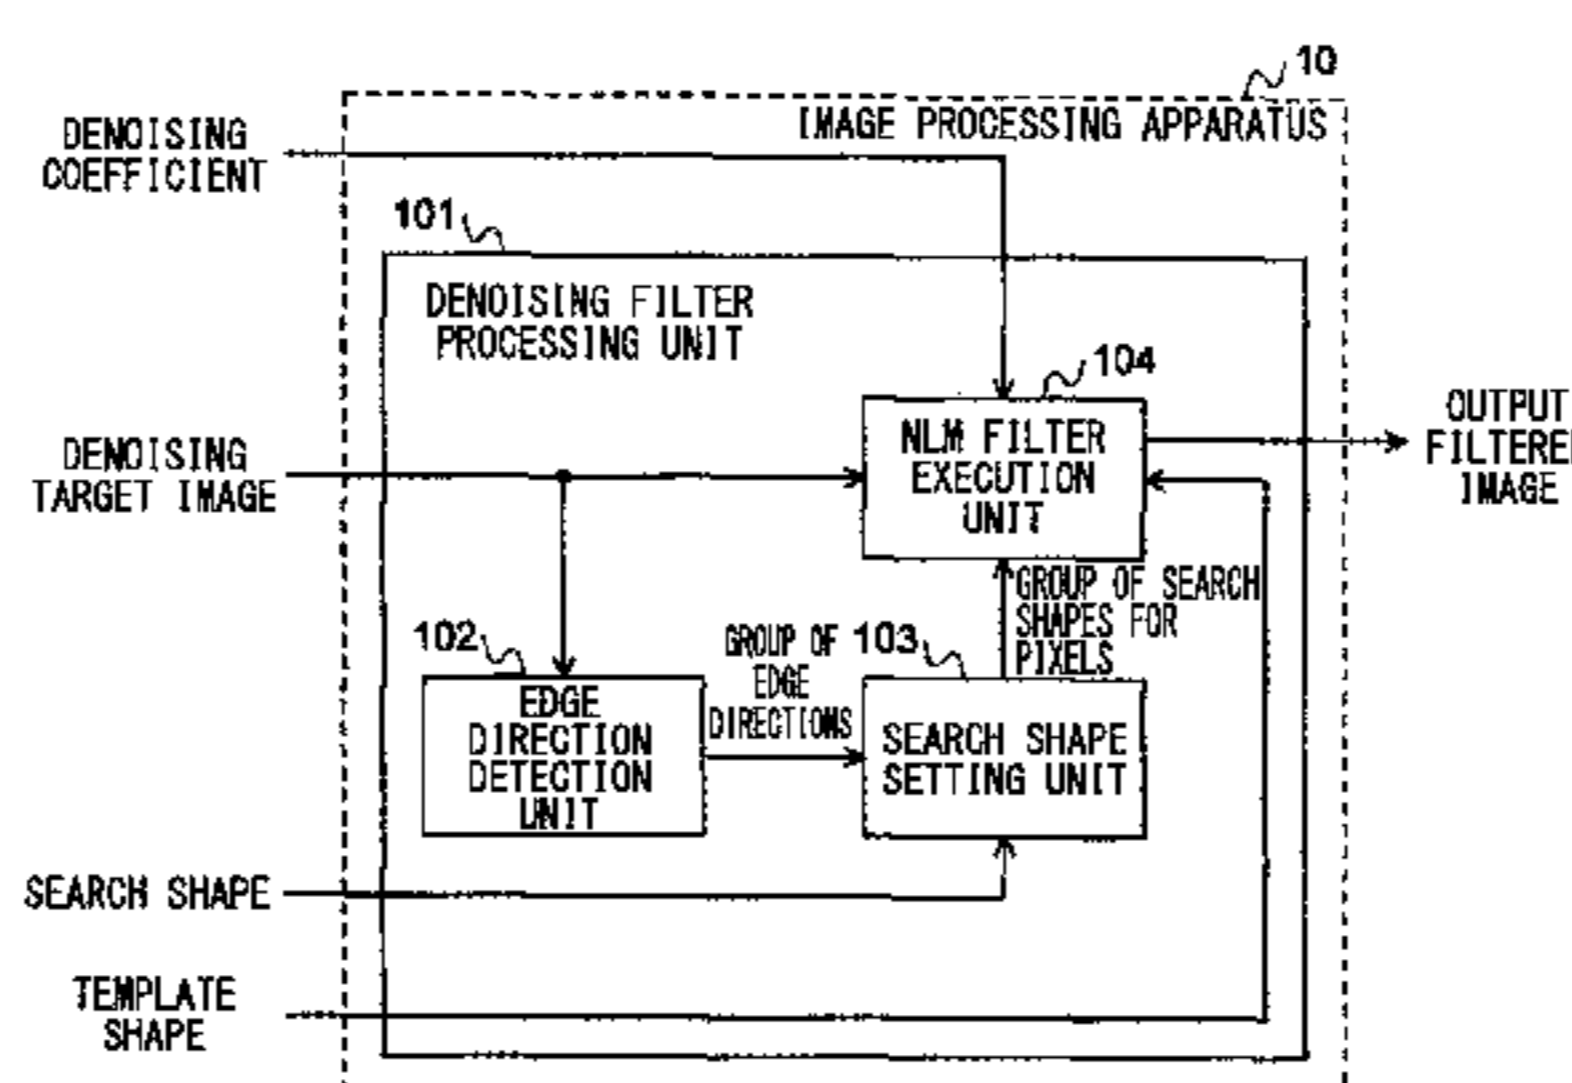 10
IMAGE PROCESSING APPARATUS
DENOISING
COEFFICIENT
101
DENOISING FILTER
PROCESSING UNIT
104
NLM FILTER
EXECUTION
UNIT
OUTPUT
FILTERE
IMAGE
DENOISING
TARGET IMAGE
GROUP OF SEARCH
SHAPES FOR
PIXELS
102
EDGE
DIRECTION
DETECTION
UNIT
GROUP OF
EDGE
DIRECTIONS
103
SEARCH SHAPE
SETTING UNIT
SEARCH SHAPE
TEMPLATE
SHAPE